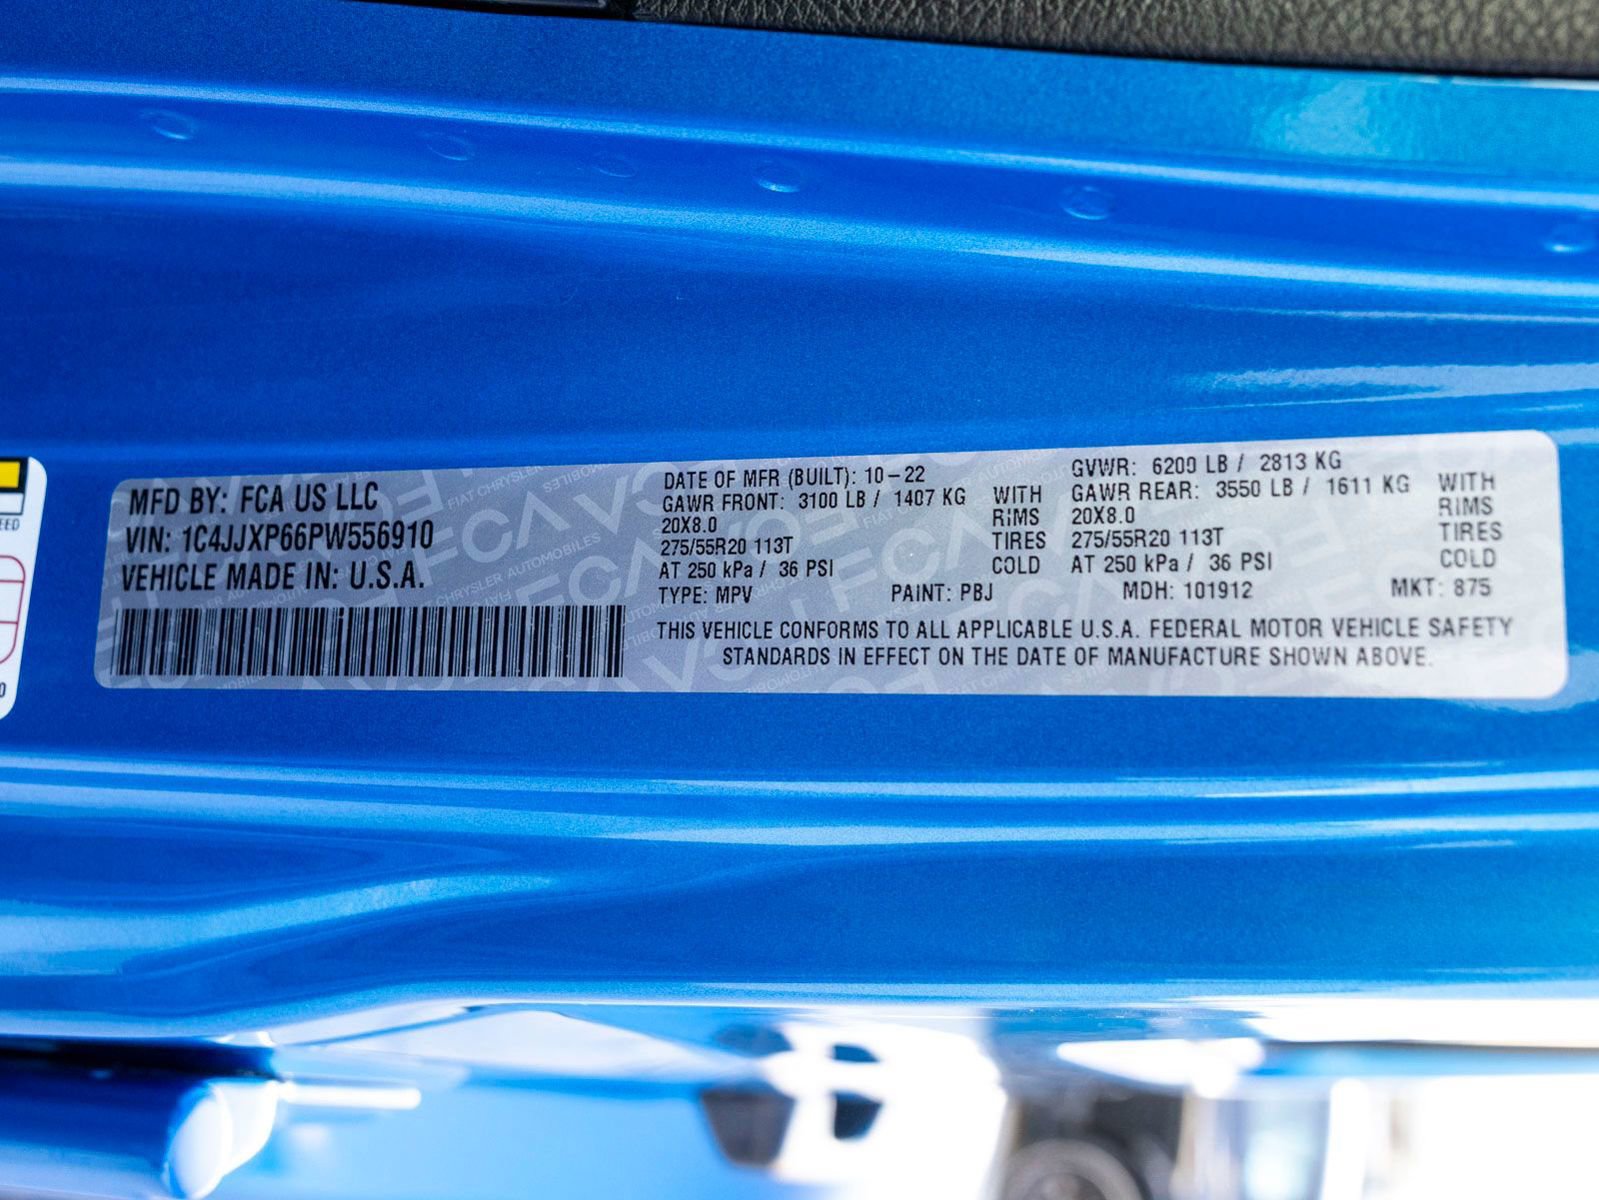 MFD BY: FCA US LLC
VIN: 1C4JJXP66PW556910
VEHICLE MADE IN: U.S.A.
DATE OF MFR (BUILT): 10-22
GAWR FRONT: 3100 LB / 1407 KG WITH
20X8.0 RIMS
275/55R20 113T TIRES
AT 250 kPa / 36 PSI COLD
GVWR: 6200 LB / 2813 KG
GAWR REAR: 3550 LB / 1611 KG WITH
20X8.0 RIMS
275/55R20 113T TIRES
AT 250 kPa / 36 PSI COLD
TYPE: MPV PAINT: PBJ MDH: 101912 MKT: 875
THIS VEHICLE CONFORMS TO ALL APPLICABLE U.S.A. FEDERAL MOTOR VEHICLE SAFETY
STANDARDS IN EFFECT ON THE DATE OF MANUFACTURE SHOWN ABOVE.